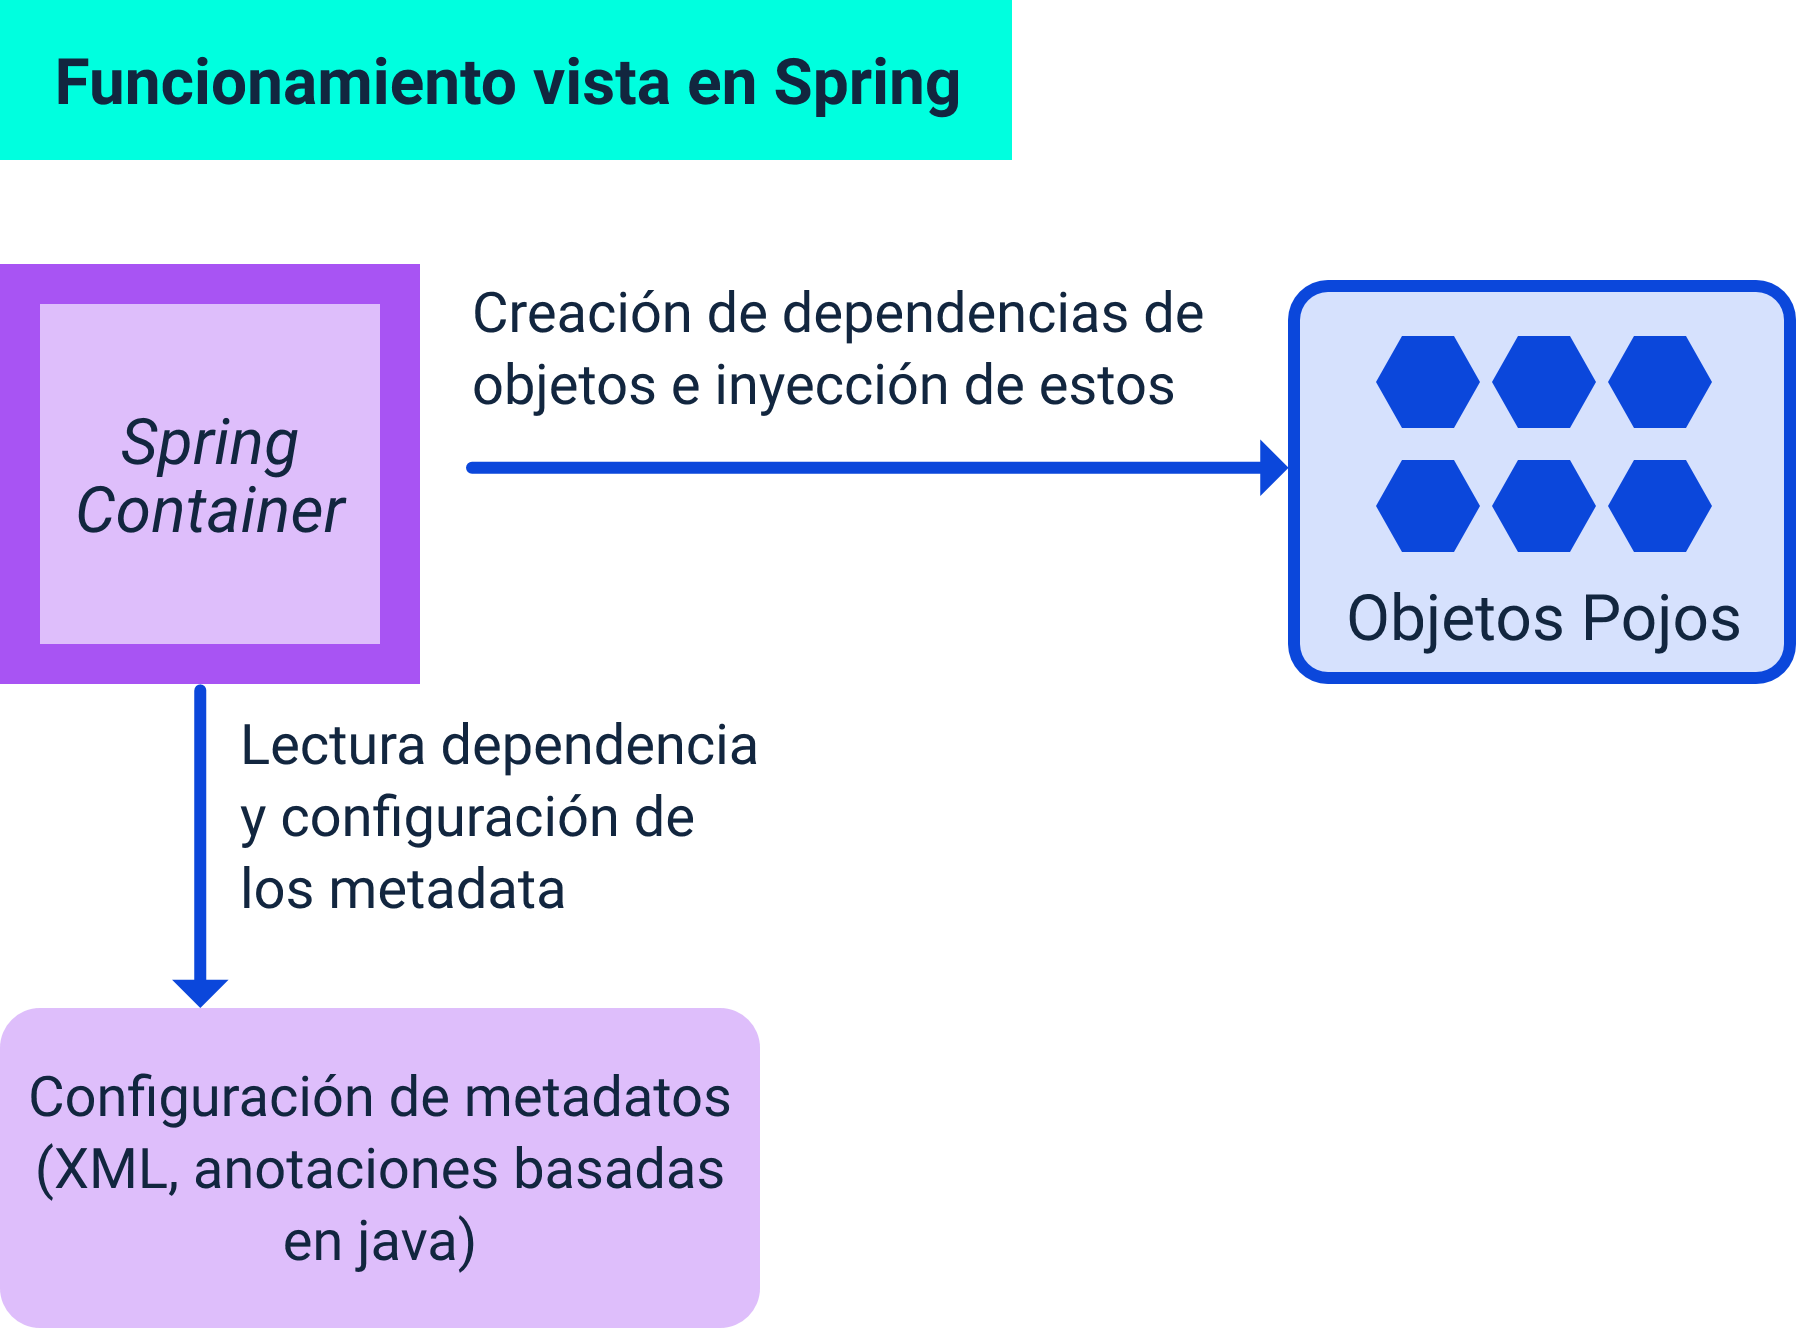 Funcionamiento vista en Spring
Spring
Container
Creación de dependencias de
objetos e inyección de estos
Objetos Pojos
Lectura dependencia
y configuración de
los metadata
Configuración de metadatos
(XML, anotaciones basadas
en java)